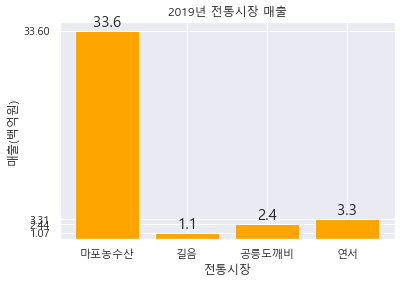 2019년 전통시장 매출
33.6
33.60
매출(백억원)
3.3
2.4
1.1
3.31
2.44
1.07
마포농수산 길음 공릉도깨비 연서
전통시장